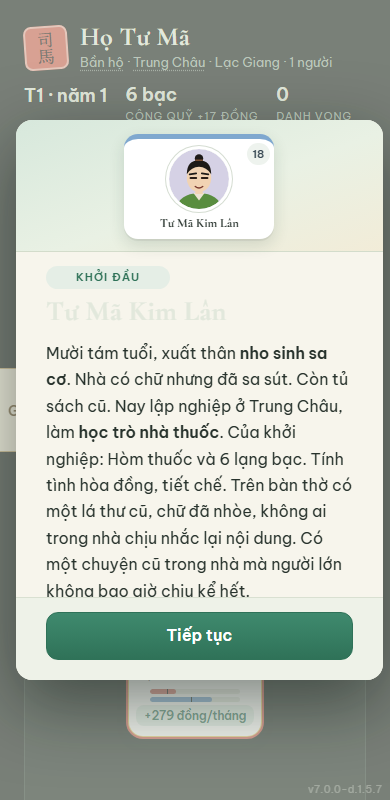 司馬
Họ Tư Mã
Bần hộ · Trung Châu · Lạc Giang · 1 người
T1 · năm 1
6 bạc
0
CÔNG QUỸ +17 ĐỒNG
DANH VỌNG
18
Tư Mã Kim Lân
KHỞI ĐẦU
Tư Mã Kim Lân
Mười tám tuổi, xuất thân nho sinh sa
cơ. Nhà có chữ nhưng đã sa sút. Còn tủ
sách cũ. Nay lập nghiệp ở Trung Châu,
làm học trò nhà thuốc. Của khởi
nghiệp: Hòm thuốc và 6 lạng bạc. Tính
tình hòa đồng, tiết chế. Trên bàn thờ có
một lá thư cũ, chữ đã nhòe, không ai
trong nhà chịu nhắc lại nội dung. Có
một chuyện cũ trong nhà mà người lớn
không bao giờ chịu kể hết.
Tiếp tục
+279 đồng/tháng
v7.0.0-d.1.5.7